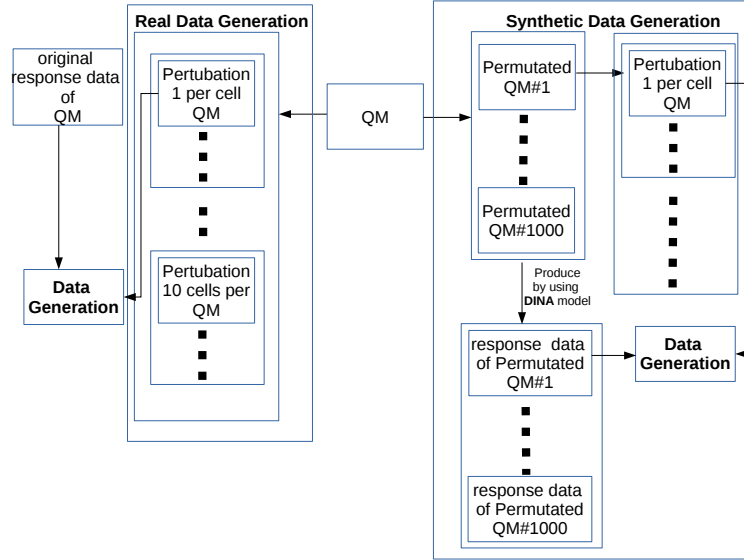 Real Data Generation
Synthetic Data Generation
original
response data
of
QM
Pertubation
1 per cell
QM
QM
Permutated
QM#1
Pertubation
1 per cell
QM
Permutated
QM#1000
Data
Generation
Pertubation
10 cells per
QM
Produce
by using
DINA model
response data
of Permutated
QM#1
Data
Generation
response data
of Permutated
QM#1000